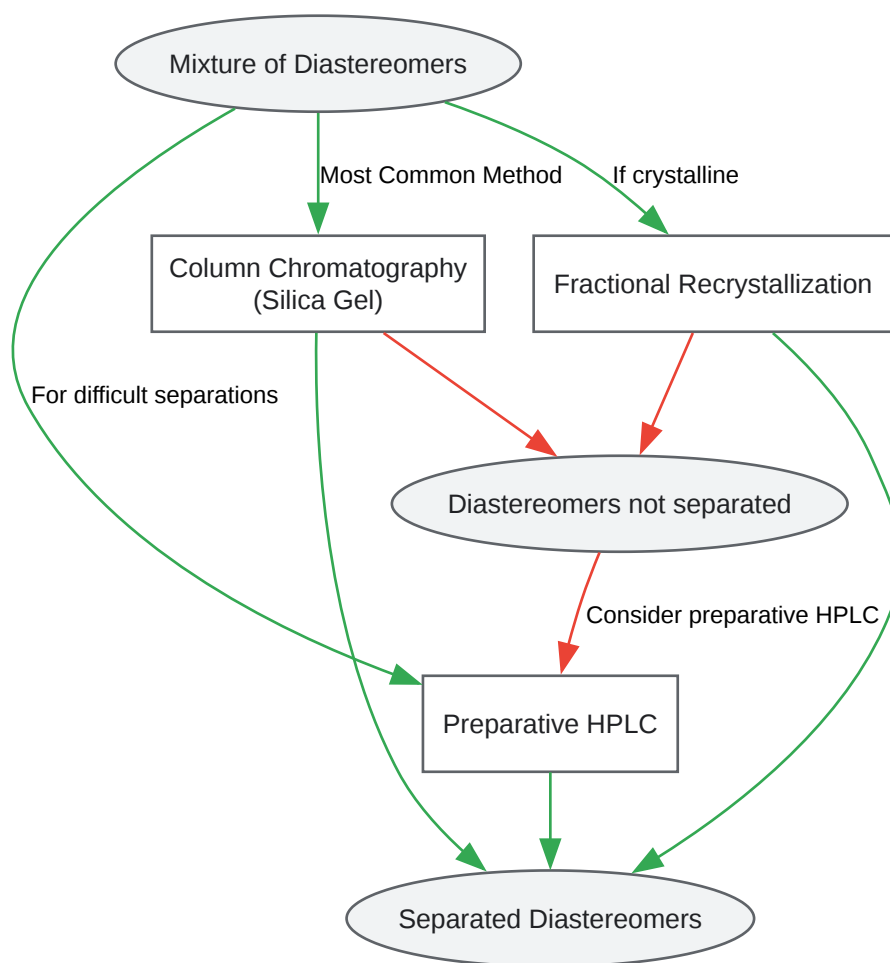 Mixture of Diastereomers
Most Common Method
If crystalline
Column Chromatography
(Silica Gel)
Fractional Recrystallization
For difficult separations
Diastereomers not separated
Consider preparative HPLC
Preparative HPLC
Separated Diastereomers